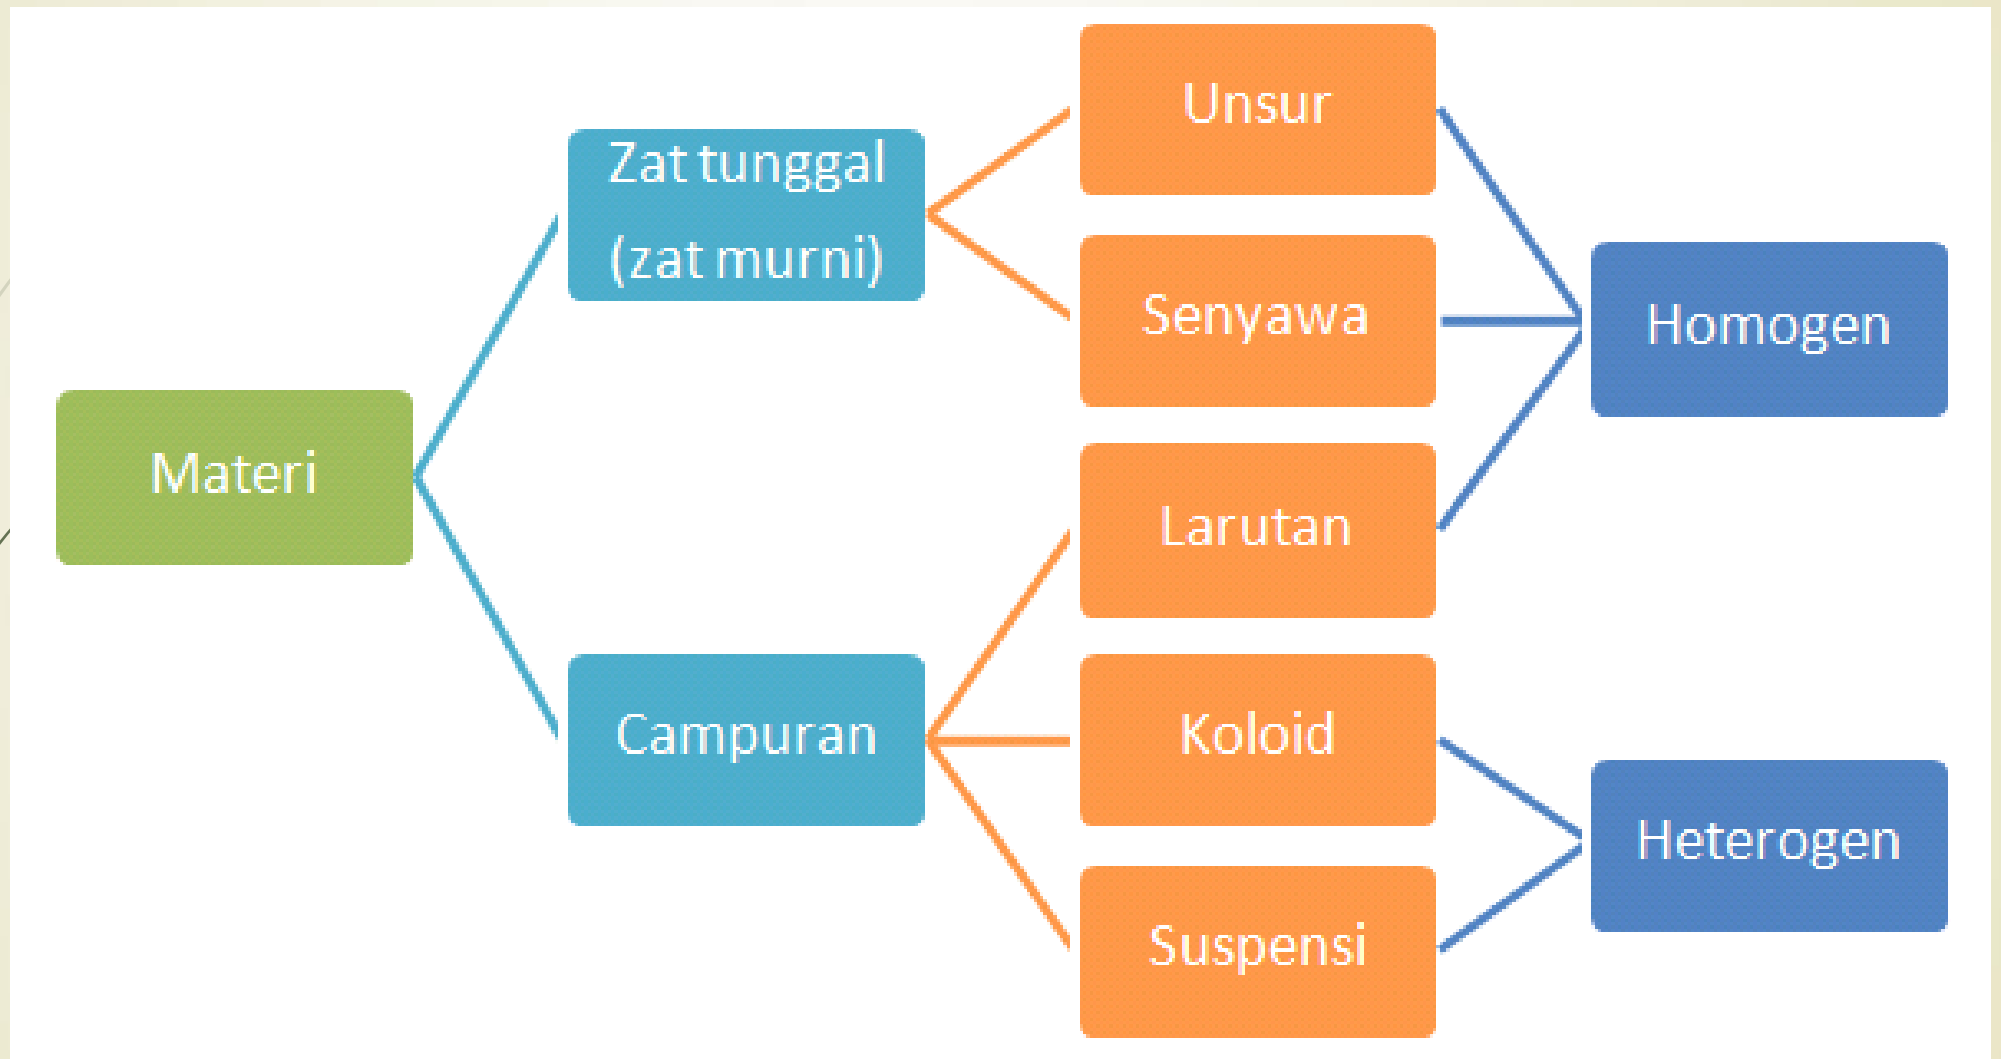 Materi
Zat tunggal
(zat murni)
Campuran
Unsur
Senyawa
Larutan
Koloid
Suspensi
Homogen
Heterogen